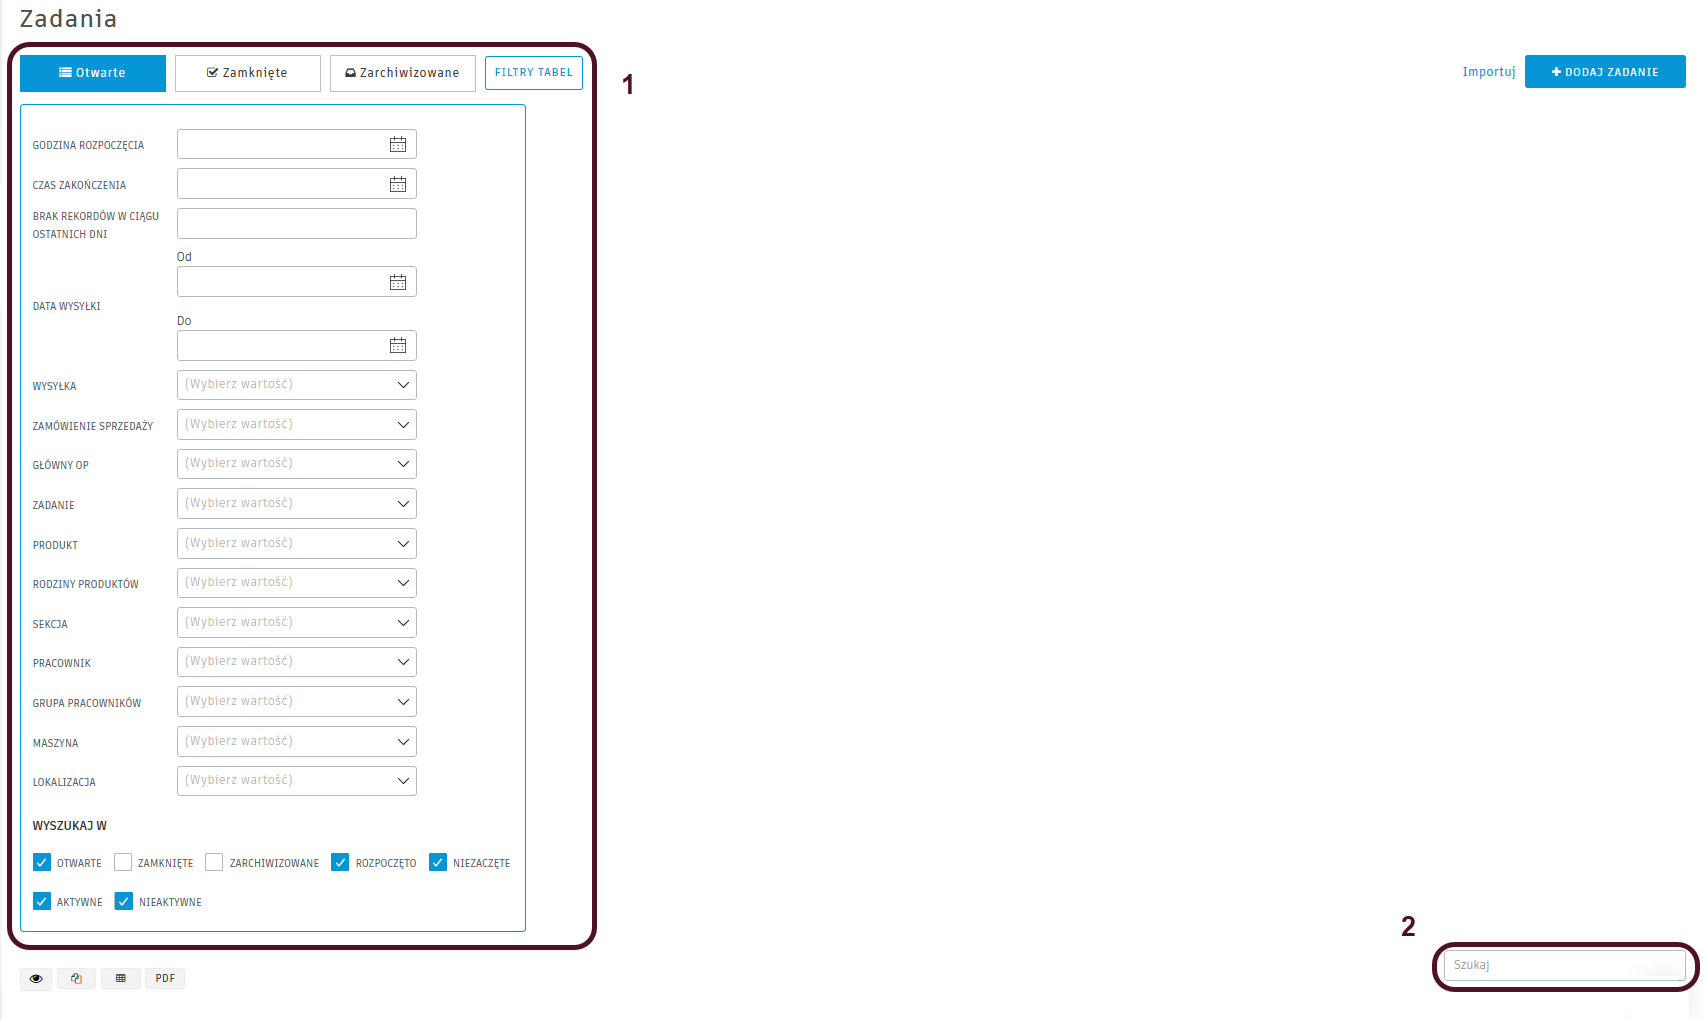 Zadania
Otwarte Zamknięte Zarchiwizowane FILTRY TABEL 1 Importuj DODAJ ZADANIE
GODZINA ROZPOCZĘCIA
CZAS ZAKOŃCZENIA
BRAK REKORDÓW W CIĄGU
OSTATNICH DNI
Od
DATA WYSYŁKI
Do
WYSYŁKA (Wybierz wartość)
ZAMÓWIENIE SPRZEDAŻY (Wybierz wartość)
GŁÓWNY OP (Wybierz wartość)
ZADANIE (Wybierz wartość)
PRODUKT (Wybierz wartość)
RODZINY PRODUKTÓW (Wybierz wartość)
SEKCJA (Wybierz wartość)
PRACOWNIK (Wybierz wartość)
GRUPA PRACOWNIKÓW (Wybierz wartość)
MASZYNA (Wybierz wartość)
LOKALIZACJA (Wybierz wartość)
WYSZUKAJ W
OTWARTE ZAMKNIĘTE ZARCHIWIZOWANE ROZPOCZĘTO NIEZACZĘTE
AKTYWNE NIEAKTYWNE
2
Szukaj
PDF